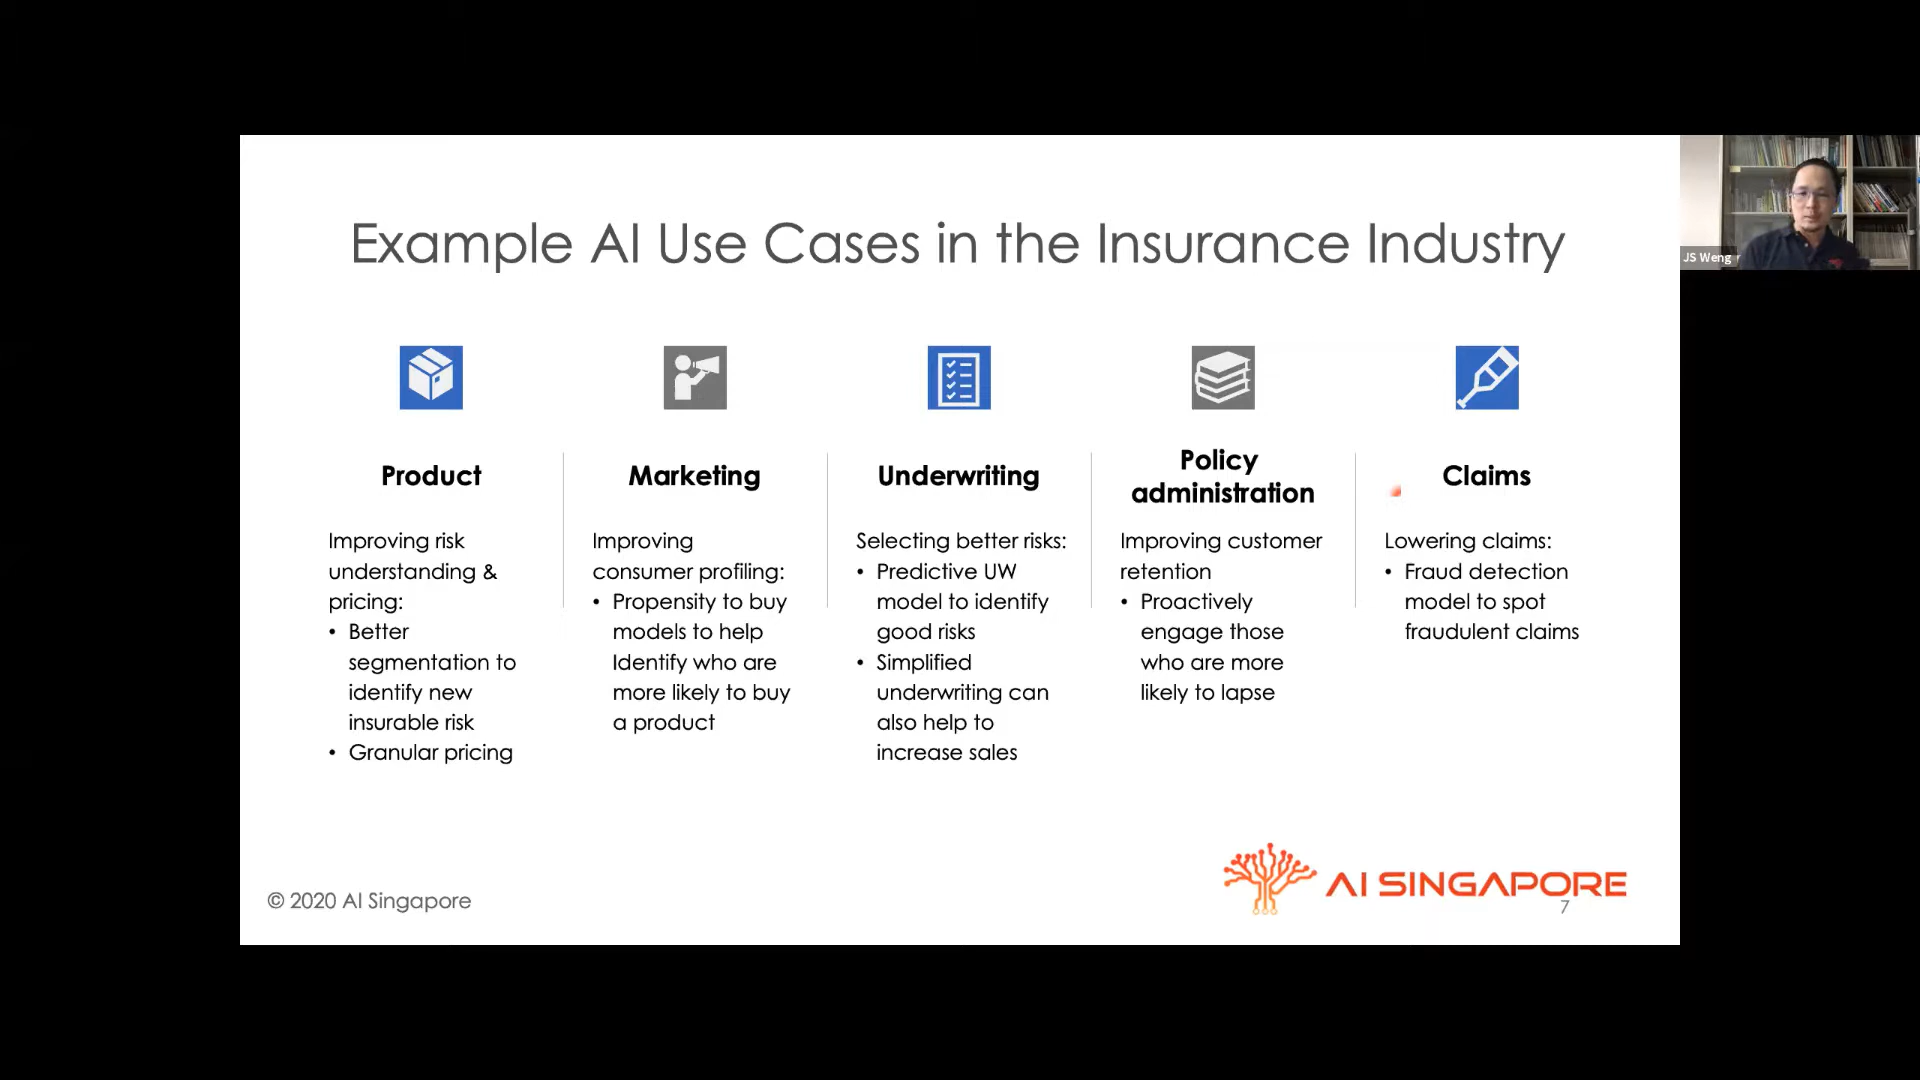 Example AI Use Cases in the Insurance Industry
JS Weng
Product
Improving risk
understanding &
pricing:
• Better
segmentation to
identify new
insurable risk
• Granular pricing
Marketing
Improving
consumer profiling:
• Propensity to buy
models to help
Identify who are
more likely to buy
a product
Underwriting
Selecting better risks:
• Predictive UW
model to identify
good risks
• Simplified
underwriting can
also help to
increase sales
Policy
administration
Improving customer
retention
• Proactively
engage those
who are more
likely to lapse
Claims
Lowering claims:
• Fraud detection
model to spot
fraudulent claims
© 2020 AI Singapore
AI SINGAPORE
7